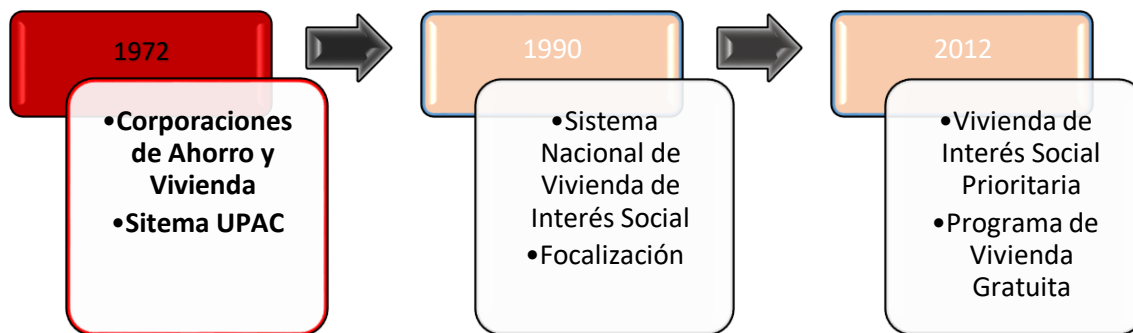 1972
•Corporaciones
de Ahorro y
Vivienda
•Sitema UPAC
1990
•Sistema
Nacional de
Vivienda de
Interés Social
•Focalización
2012
•Vivienda de
Interés Social
Prioritaria
•Programa de
Vivienda
Gratuita